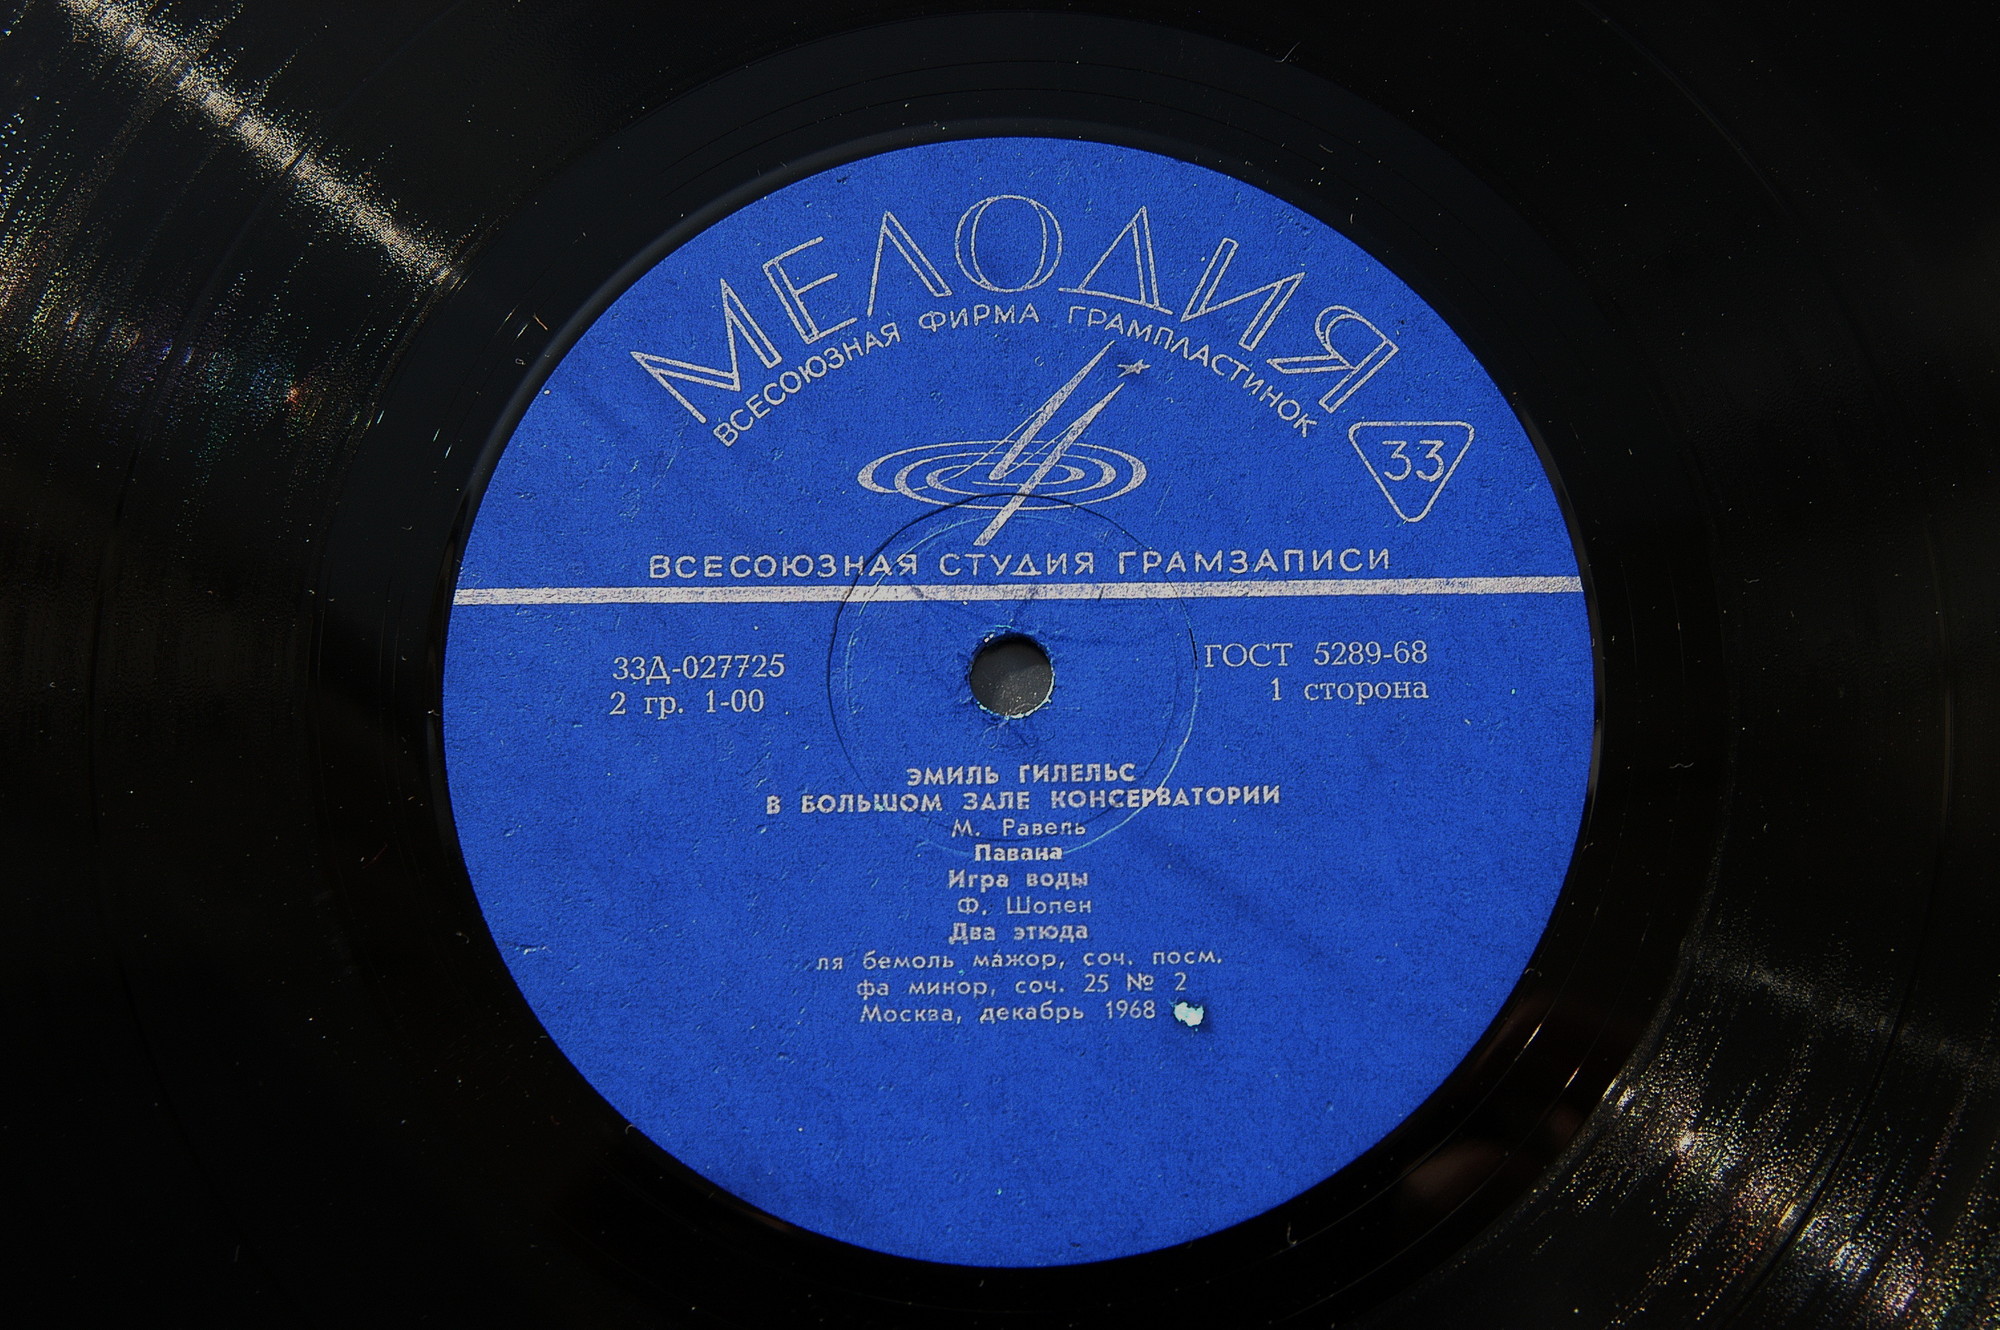 МЕЛОДИЯ
ВСЕСОЮЗНАЯ ФИРМА ГРАМПЛАСТИНОК
33
ВСЕСОЮЗНАЯ СТУДИЯ ГРАМЗАПИСИ
33Д-027725
2 гр. 1-00
ГОСТ 5289-68
1 сторона
ЭМИЛЬ ГИЛЕЛЬС
В БОЛЬШОМ ЗАЛЕ КОНСЕРВАТОРИИ
М. Равель
Павана
Игра воды
Ф. Шопен
Два этюда
ля бемоль мажор, соч. посм.
фа минор, соч. 25 № 2
Москва, декабрь 1968